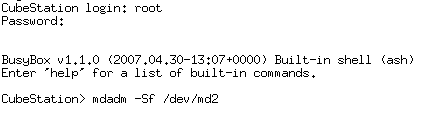 CubeStation login: root
Password:
BusyBox v1.1.0 (2007.04.30-13:07+0000) Built-in shell (ash)
Enter "help" for a list of built-in commands.
CubeStation> mdadm -Sf /dev/md2